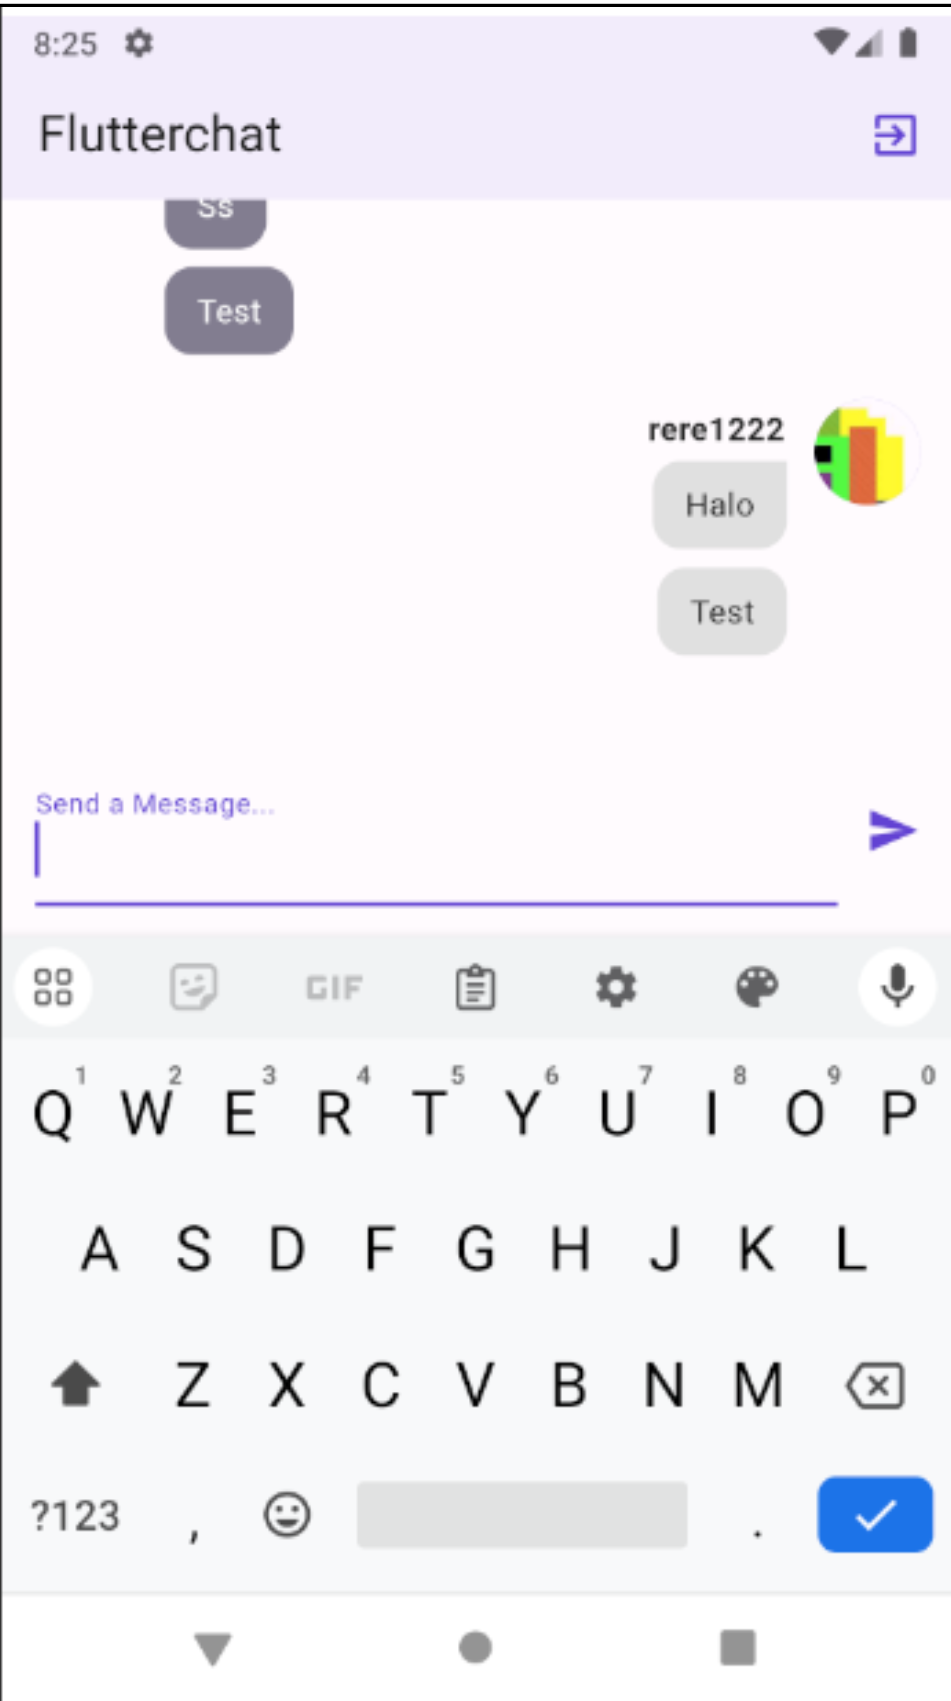 8:25
Flutterchat
Ss
Test
rere1222
Halo
Test
Send a Message...
GIF
Q 1 W 2 E 3 R 4 T 5 Y 6 U 7 I 8 O 9 P 0
A S D F G H J K L
Z X C V B N M
?123 , .